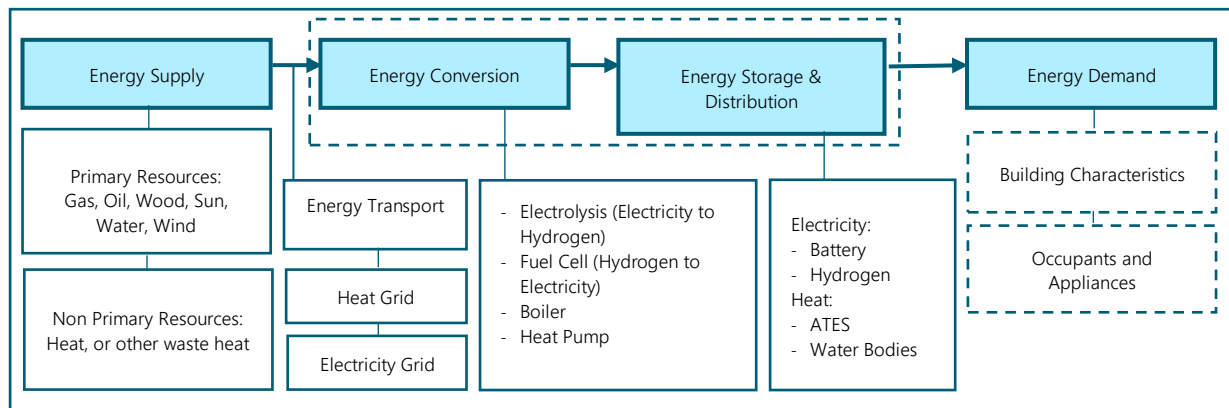 Energy Supply
Energy Conversion
Energy Storage &
Distribution
Energy Demand
Primary Resources:
Gas, Oil, Wood, Sun,
Water, Wind
Non Primary Resources:
Heat, or other waste heat
Energy Transport
Heat Grid
Electricity Grid
- Electrolysis (Electricity to
Hydrogen)
- Fuel Cell (Hydrogen to
Electricity)
- Boiler
- Heat Pump
Electricity:
- Battery
- Hydrogen
Heat:
- ATES
- Water Bodies
Building Characteristics
Occupants and
Appliances